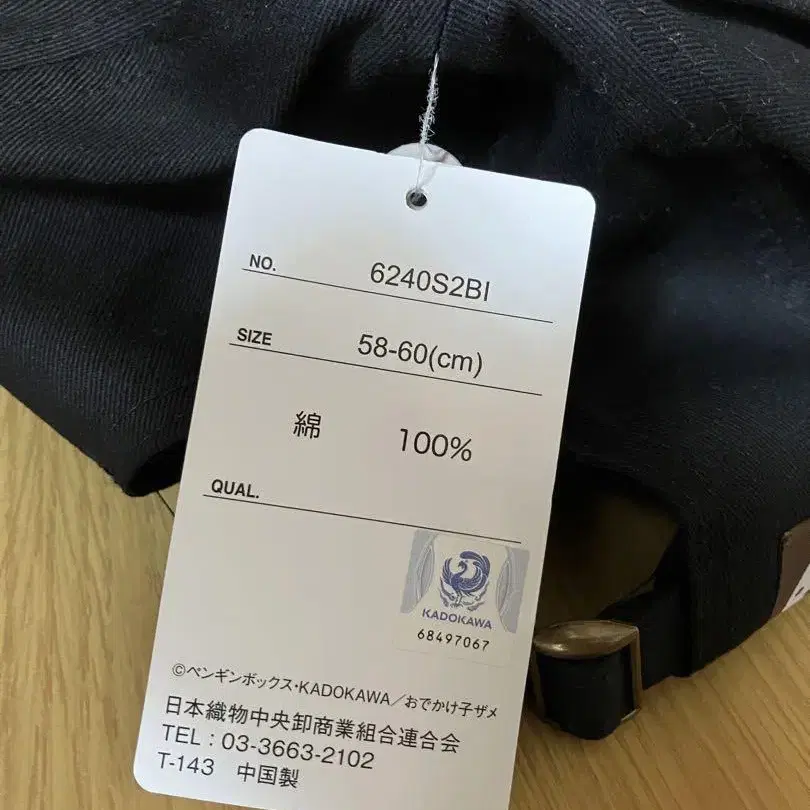 NO. 6240S2BI
SIZE 58-60(cm)
綿 100%
QUAL.
KADOKAWA
68497067
©ペンギンボックス・KADOKAWA／おでかけ子ザメ
日本織物中央卸商業組合連合会
TEL : 03-3663-2102
T-143 中国製